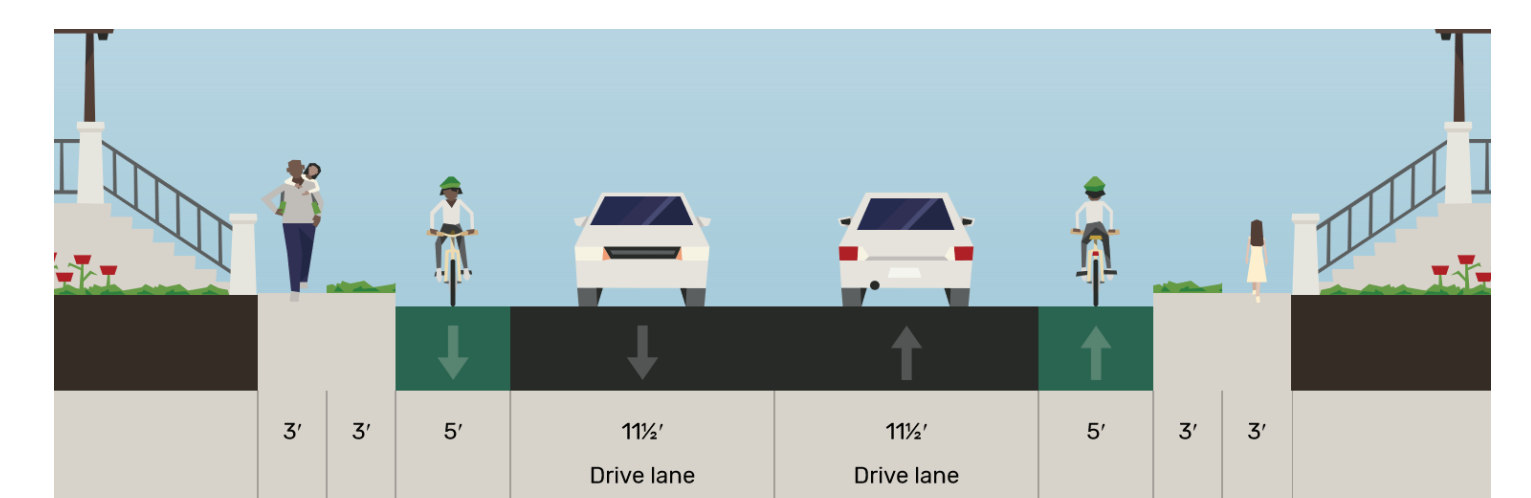 3′ 3′ 5′ 11½′ 11½′ 5′ 3′ 3′
Drive lane Drive lane